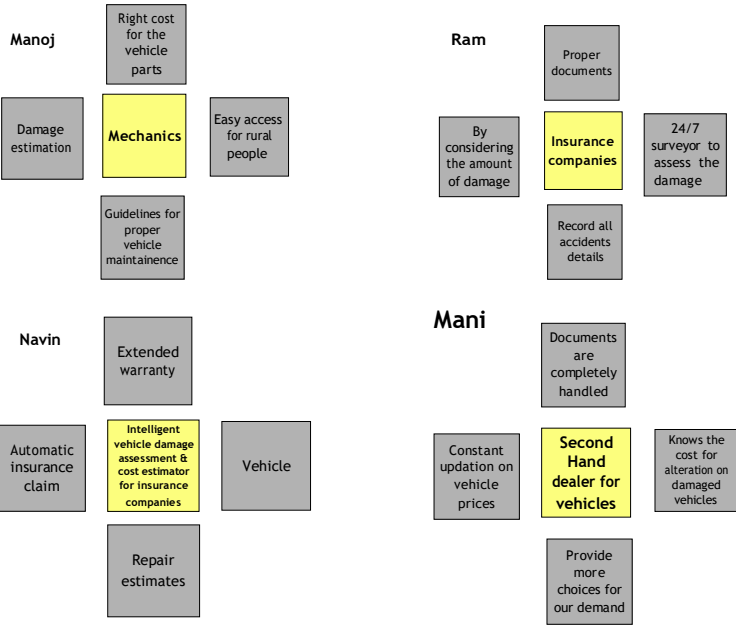 Manoj
Right cost
for the
vehicle
parts
Damage
estimation
Mechanics
Easy access
for rural
people
Guidelines for
proper
vehicle
maintainence
Ram
Proper
documents
By
considering
the amount
of damage
Insurance
companies
24/7
surveyor to
assess the
damage
Record all
accidents
details
Navin
Extended
warranty
Automatic
insurance
claim
Intelligent
vehicle damage
assessment &
cost estimator
for insurance
companies
Vehicle
Repair
estimates
Mani
Documents
are
completely
handled
Constant
updation on
vehicle
prices
Second
Hand
dealer for
vehicles
Knows the
cost for
alteration on
damaged
vehicles
Provide
more
choices for
our demand